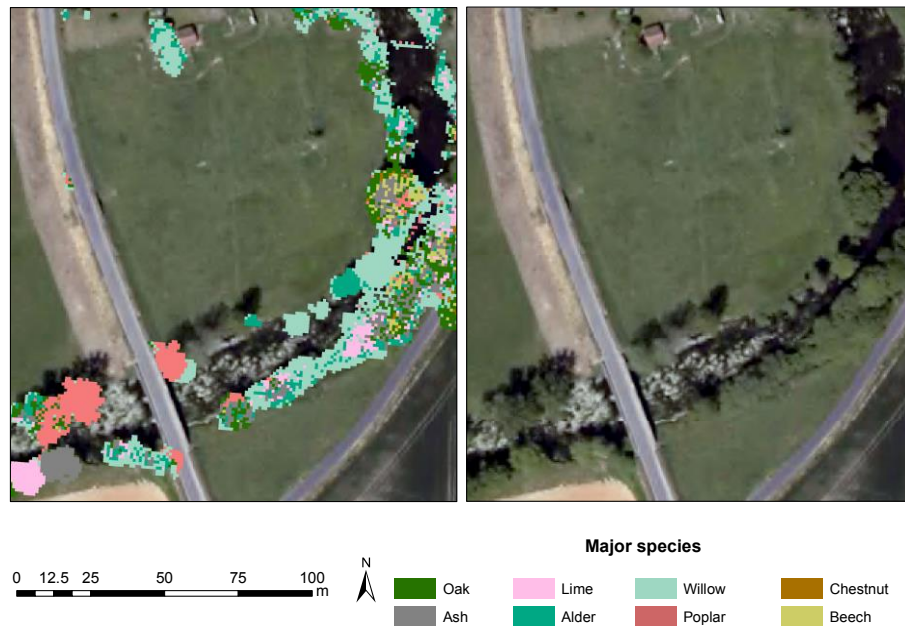 Major species
N
0 12.5 25 50 75 100
m
Oak Lime Willow Chestnut
Ash Alder Poplar Beech